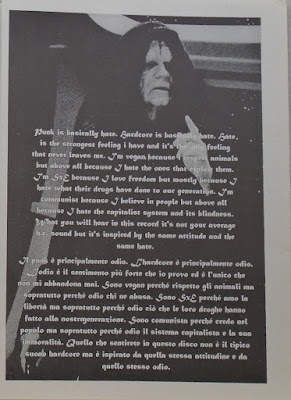 Punk is basically hate. Hardcore is basically hate. Hate
is the strongest feeling i have and it's the only feeling
that never leaves me. I'm vegan because I respect animals
but above all because I hate the ones that exploit them.
I'm SxE because I love freedom but mostly because I
hate what their drugs have done to our generation. I'm
communist because I believe in people but above all
because I hate the capitalist system and its blindness.
What you will hear in this record it's not your average
h.c. sound but it's inspired by the same attitude and the
same hate.
Il punk è principalmente odio. L'hardcore è principalmente odio.
L'odio è il sentimento più forte che io provo ed è l'unico che
non mi abbandona mai. Sono vegan perché rispetto gli animali ma
sopratutto perché odio chi ne abusa. Sono SxE perché amo la
libertà ma sopratutto perché odio ciò che le loro droghe hanno
fatto alla nostregenerazione. Sono comunista perché credo nel
popolo ma sopratutto perché odio il sistema capitalista e la sua
immoralità. Quello che sentirete in questo disco non è il tipico
suono hardcore ma è ispirato da quella stessa attitudine e da
quello stesso odio.